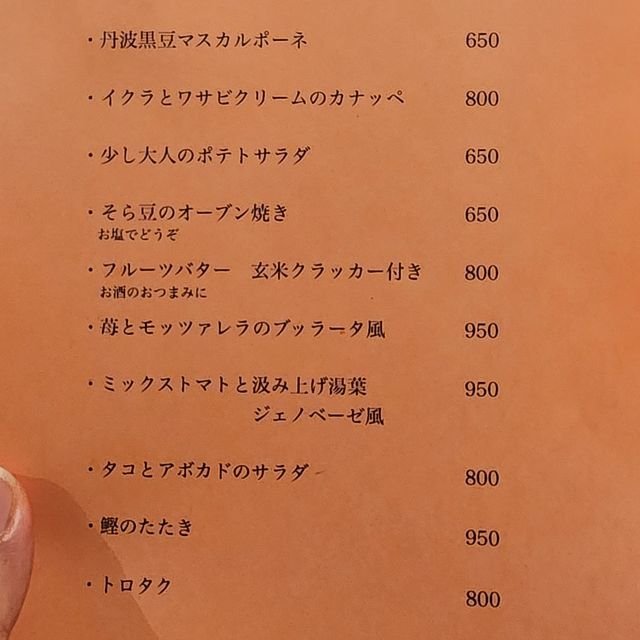 ・丹波黒豆マスカルポーネ 650
・イクラとワサビクリームのカナッペ 800
・少し大人のポテトサラダ 650
・そら豆のオーブン焼き 650
お塩でどうぞ
・フルーツバター 玄米クラッカー付き 800
お酒のおつまみに
・苺とモッツァレラのブッラータ風 950
・ミックストマトと汲み上げ湯葉 950
ジェノベーゼ風
・タコとアボカドのサラダ 800
・鰹のたたき 950
・トロタク 800